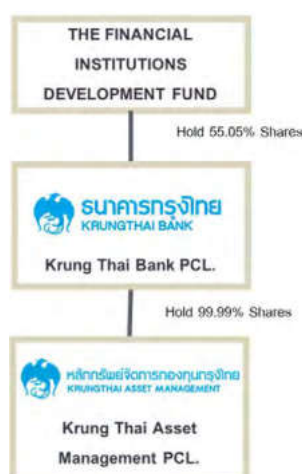 THE FINANCIAL
INSTITUTIONS
DEVELOPMENT FUND
Hold 55.05% Shares
ธนาคารกรุงไทย
KRUNGTHAI BANK
Krung Thai Bank PCL.
Hold 99.99% Shares
หลักทรัพย์จัดการกองทุนกรุงไทย
KRUNGTHAI ASSET MANAGEMENT
Krung Thai Asset
Management PCL.